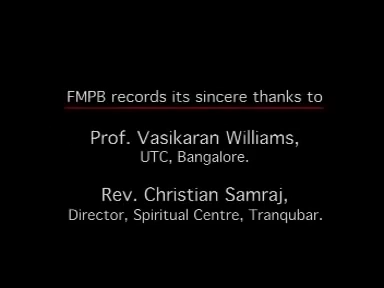 FMPB records its sincere thanks to
Prof. Vasikaran Williams,
UTC, Bangalore.
Rev. Christian Samraj,
Director, Spiritual Centre, Tranqubar.